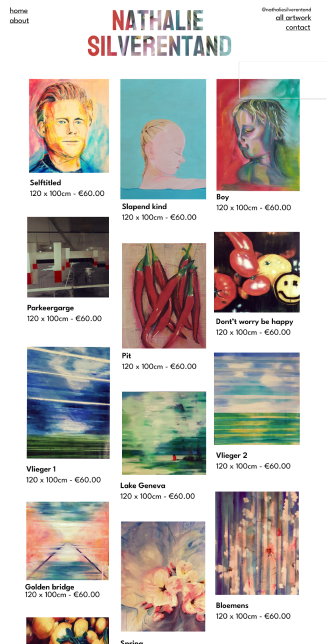 home
about
NATHALIE
SILVERENTAND
@nathaliesilverentand
all artwork
contact
Selftitled
120 x 100cm - €60.00
Slapend kind
120 x 100cm - €60.00
Boy
120 x 100cm - €60.00
Parkeergarge
120 x 100cm - €60.00
Pit
120 x 100cm - €60.00
Dont't worry be happy
120 x 100cm - €60.00
Vlieger 1
120 x 100cm - €60.00
Lake Geneva
120 x 100cm - €60.00
Vlieger 2
120 x 100cm - €60.00
Golden bridge
120 x 100cm - €60.00
Spring
Bloemens
120 x 100cm - €60.00